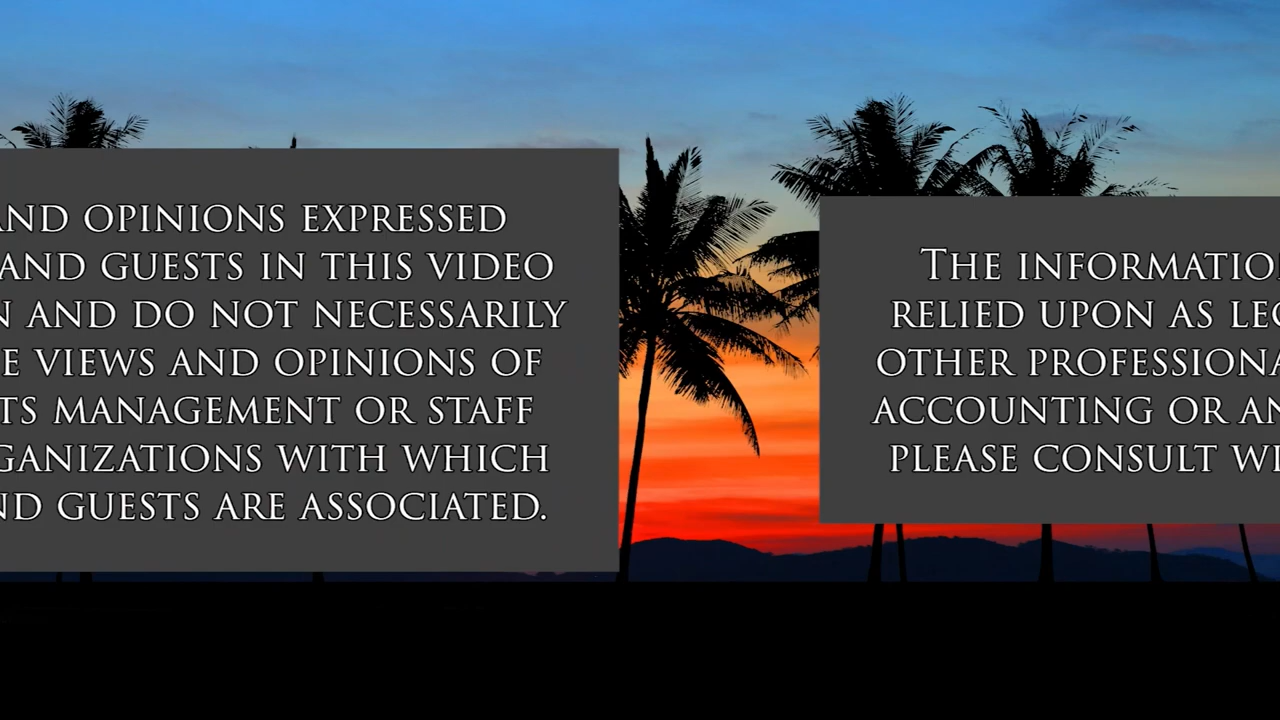 AND OPINIONS EXPRESSED
AND GUESTS IN THIS VIDEO
AND DO NOT NECESSARILY
VIEWS AND OPINIONS OF
MANAGEMENT OR STAFF
WITH WHICH
GUESTS ARE ASSOCIATED.
THE
RELIED UPON AS
OTHER
ACCOUNTING OR
PLEASE CONSULT